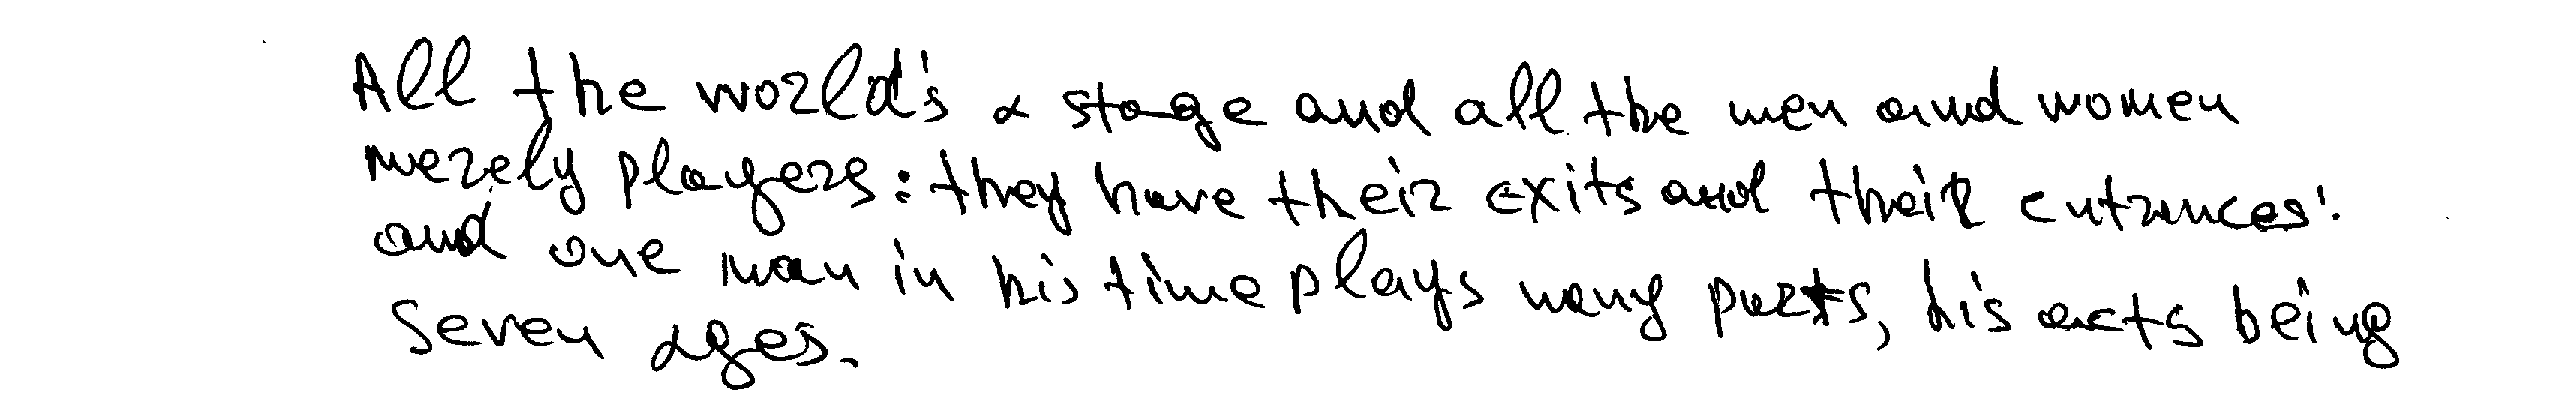 All the world's a stage and all the men and women
merely players: they have their exits and their entrances:
and one man in his time plays many parts, his acts being
seven ages.